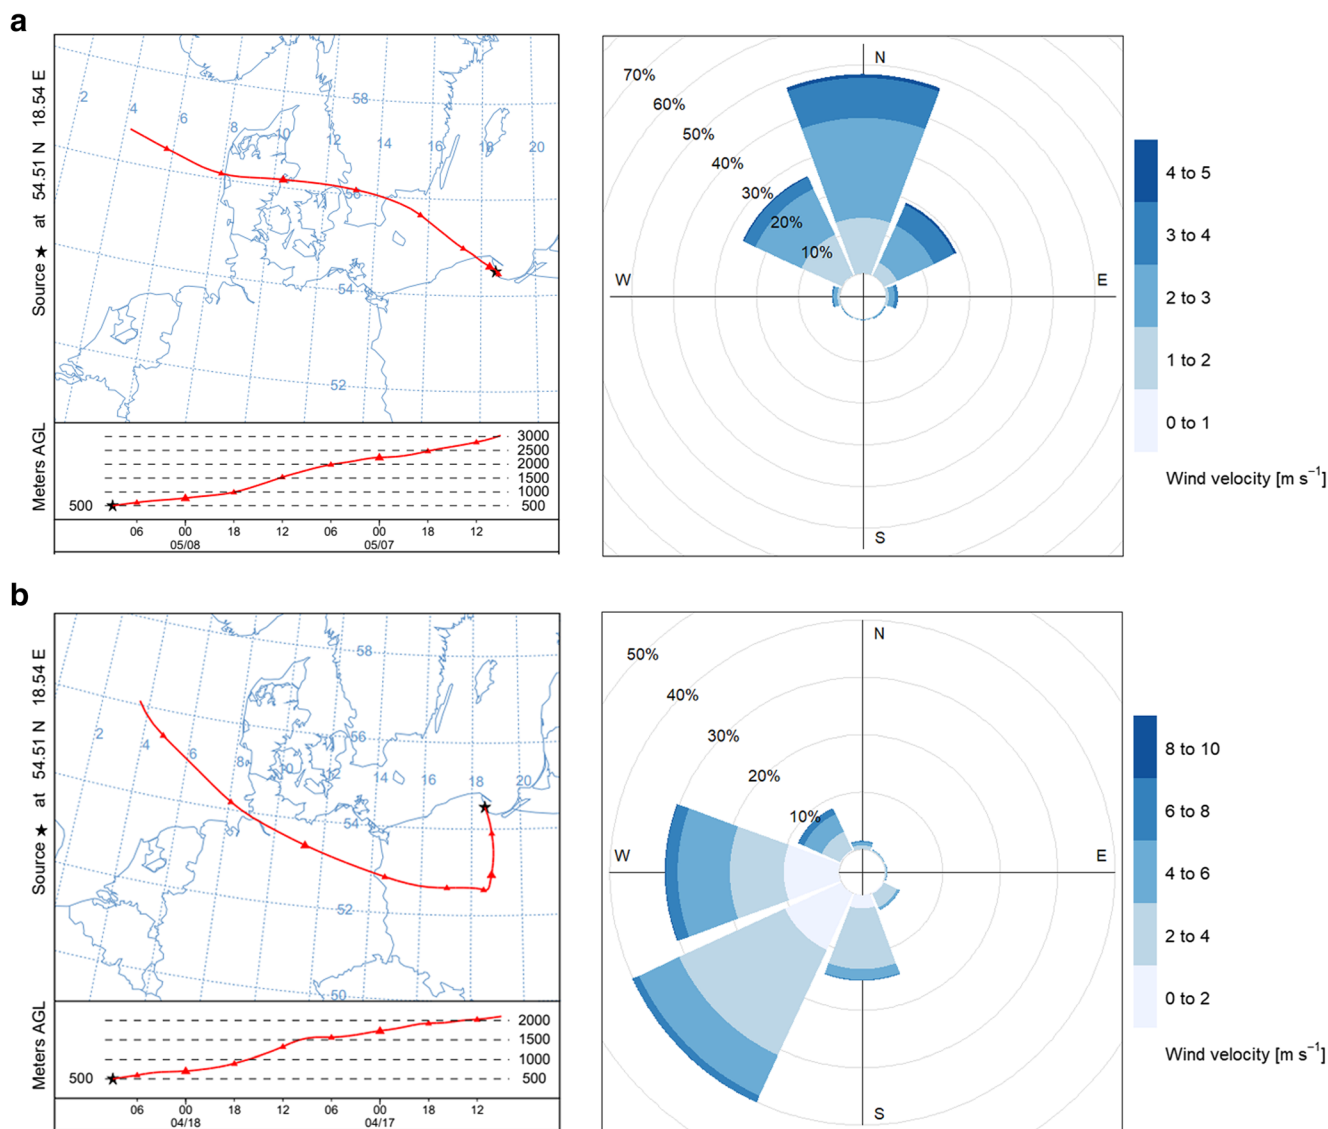 a
Source ★ at 54.51 N 18.54 E
2
4
6
8
10
12
14
16
18
20
58
56
54
52
Meters AGL
500
3000
2500
2000
1500
1000
500
06 00 18 12 06 00 18 12
05/08 05/07
70%
60%
50%
40%
30%
20%
10%
N
W
E
S
4 to 5
3 to 4
2 to 3
1 to 2
0 to 1
Wind velocity [m s⁻¹]
b
Source ★ at 54.51 N 18.54 E
2
4
6
8
10
12
14
16
18
20
58
56
54
52
50
Meters AGL
500
2000
1500
1000
500
06 00 18 12 06 00 18 12
04/18 04/17
50%
40%
30%
20%
10%
N
W
E
S
8 to 10
6 to 8
4 to 6
2 to 4
0 to 2
Wind velocity [m s⁻¹]